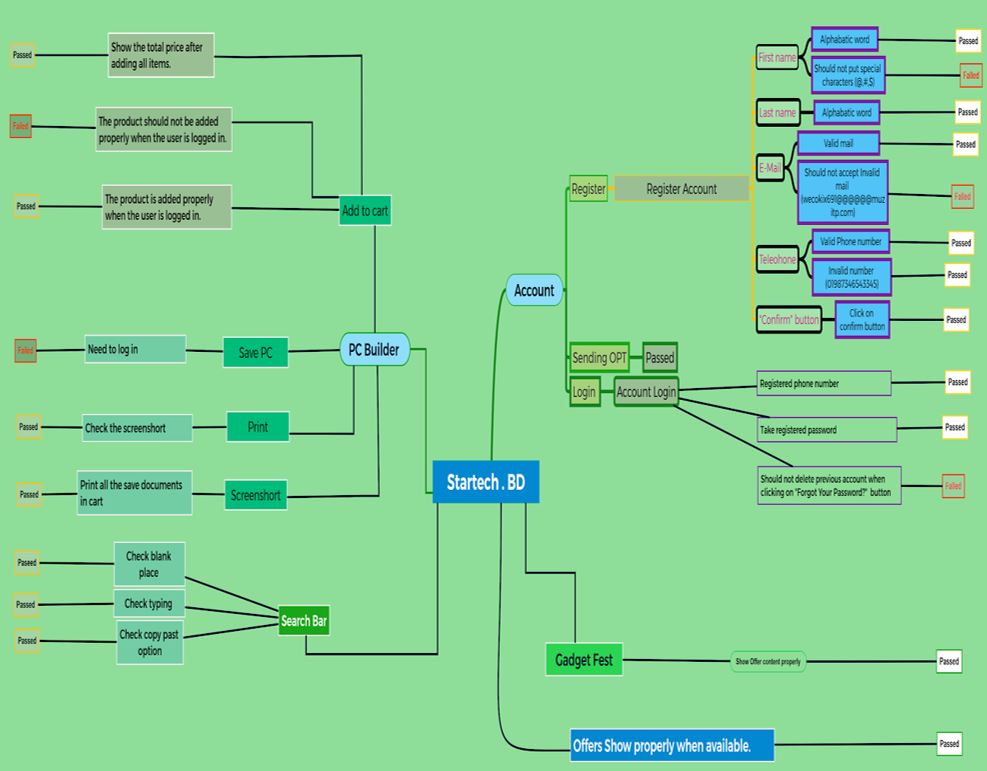 Passed
Show the total price after
adding all items.
Failed
The product should not be added
properly when the user is logged in.
Passed
The product is added properly
when the user is logged in.
Add to cart
PC Builder
Failed
Need to log in
Save PC
Passed
Check the screenshort
Print
Passed
Print all the save documents
in cart
Screenshort
Startech . BD
Paseed
Check blank
place
Passed
Check typing
Passed
Check copy past
option
Search Bar
Account
Register
Register Account
First name
Alphabatic word
Passed
Should not put special
characters (@,#,$)
Failed
Last name
Alphabatic word
Passed
E-Mail
Valid mail
Passed
Should not accept Invalid
mail
(wecokix691@@@@@@muz
itp.com)
Failed
Teleohone
Valid Phone number
Passed
Invalid number
(01987346543345)
Passed
"Confirm" button
Click on
confirm button
Passed
Sending OPT
Passed
Login
Account Login
Registered phone number
Passed
Take registered password
Passed
Should not delete previous account when
clicking on "Forgot Your Password?" button
Failed
Gadget Fest
Show Offer content properly
Passed
Offers Show properly when available.
Passed